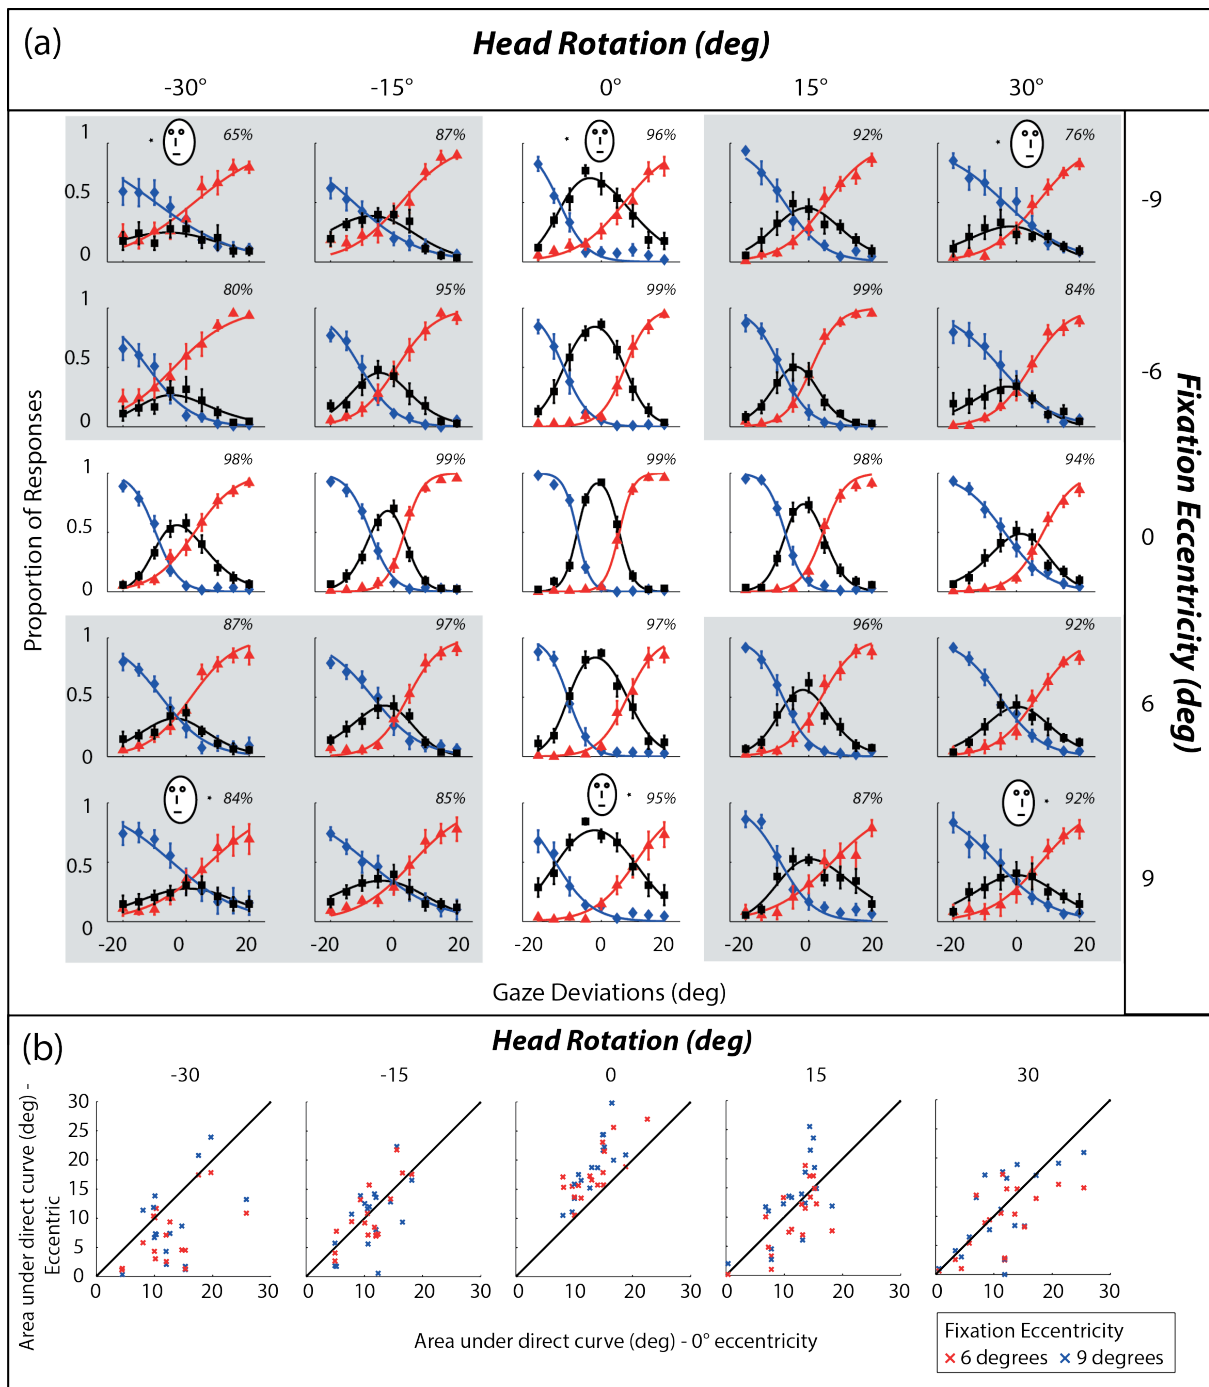 (a)
Head Rotation (deg)
-30° -15° 0° 15° 30°
1 65% 87% 96% 92% 76%
0.5
0
-9
1 80% 95% 99% 99% 84%
0.5
0
-6
1 98% 99% 99% 98% 94%
0.5
0
0
1 87% 97% 97% 96% 92%
0.5
0
6
1 84% 85% 95% 87% 92%
0.5
0
9
-20 0 20 -20 0 20 -20 0 20 -20 0 20 -20 0 20
Proportion of Responses
Fixation Eccentricity (deg)
Gaze Deviations (deg)
(b)
Head Rotation (deg)
-30 -15 0 15 30
Area under direct curve (deg) -
Eccentric
30
25
20
15
10
5
0
0 10 20 30 0 10 20 30 0 10 20 30 0 10 20 30 0 10 20 30
Area under direct curve (deg) - 0° eccentricity
Fixation Eccentricity
× 6 degrees × 9 degrees